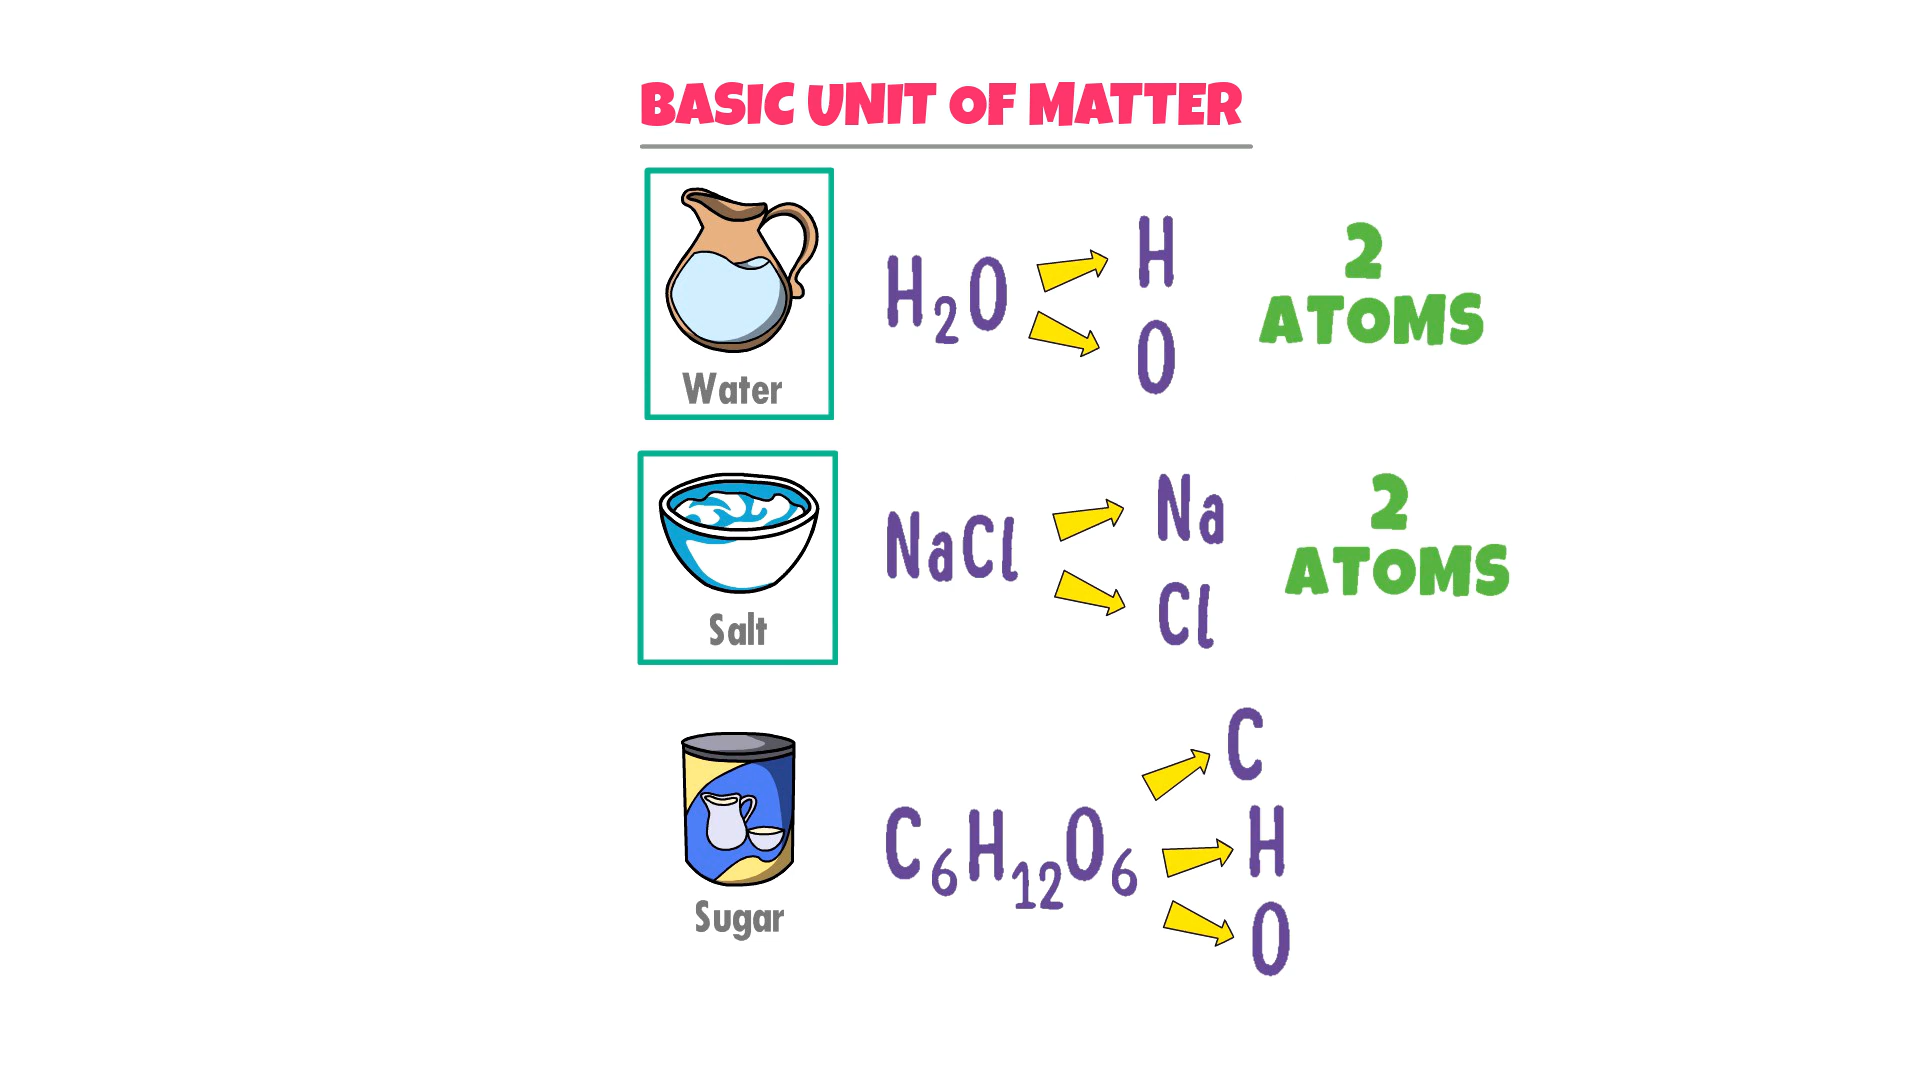 BASIC UNIT OF MATTER
H₂O
H
O
2
ATOMS
Water
NaCl
Na
Cl
2
ATOMS
Salt
C₆H₁₂O₆
C
H
O
Sugar